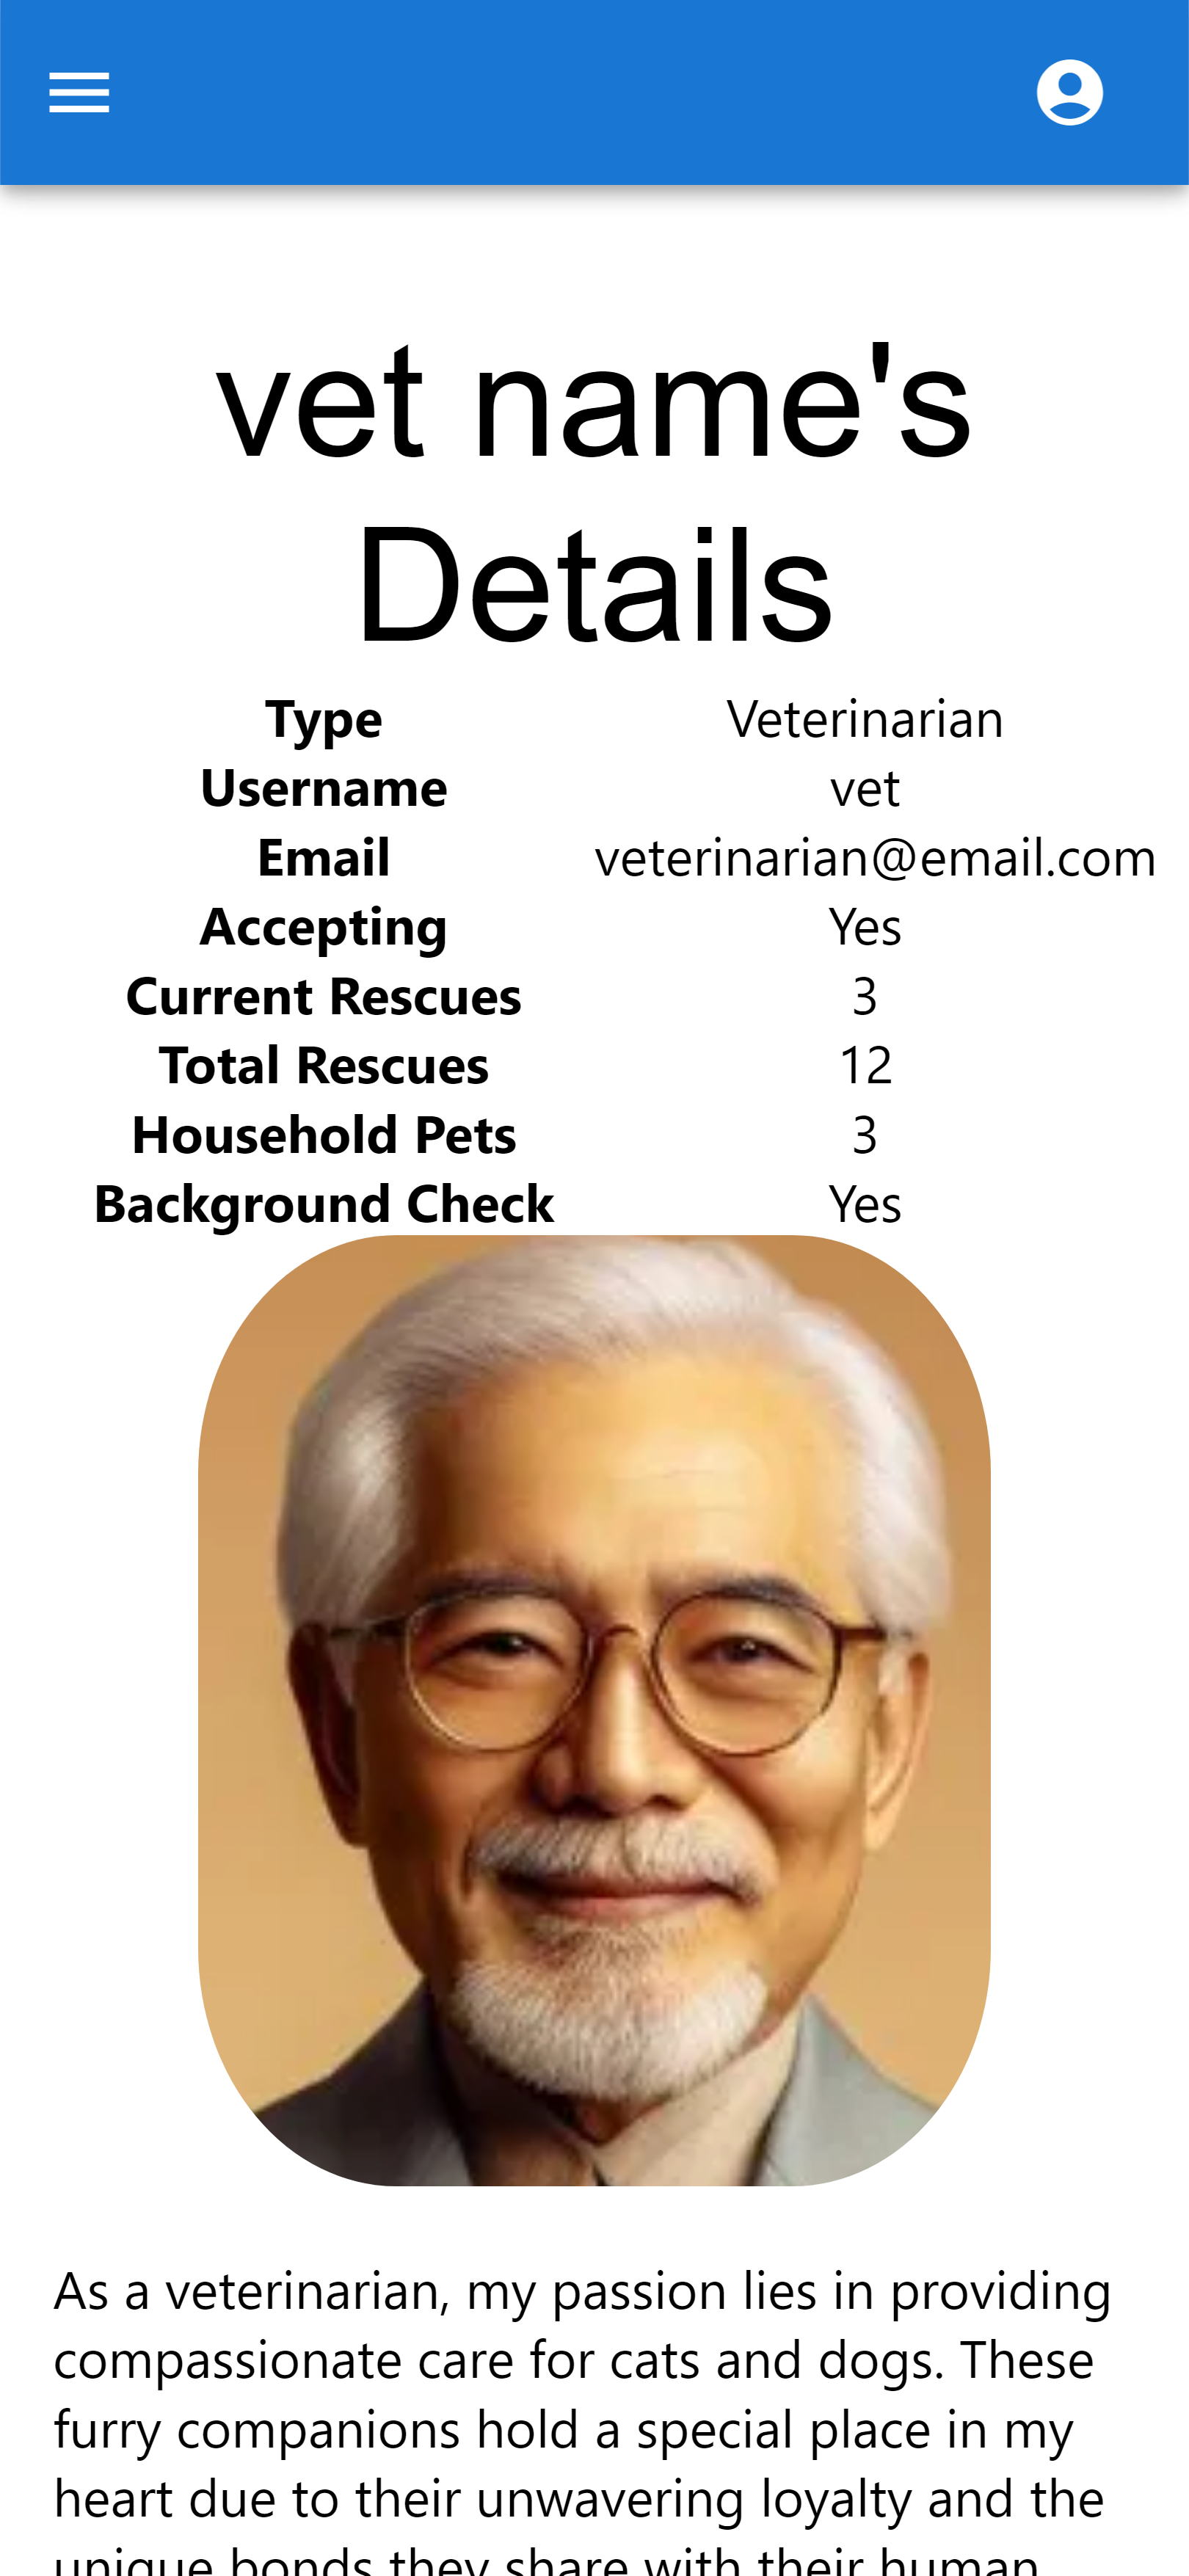 vet name's
Details
Type Veterinarian
Username vet
Email veterinarian@email.com
Accepting Yes
Current Rescues 3
Total Rescues 12
Household Pets 3
Background Check Yes
As a veterinarian, my passion lies in providing
compassionate care for cats and dogs. These
furry companions hold a special place in my
heart due to their unwavering loyalty and the
unique bonds they share with their human